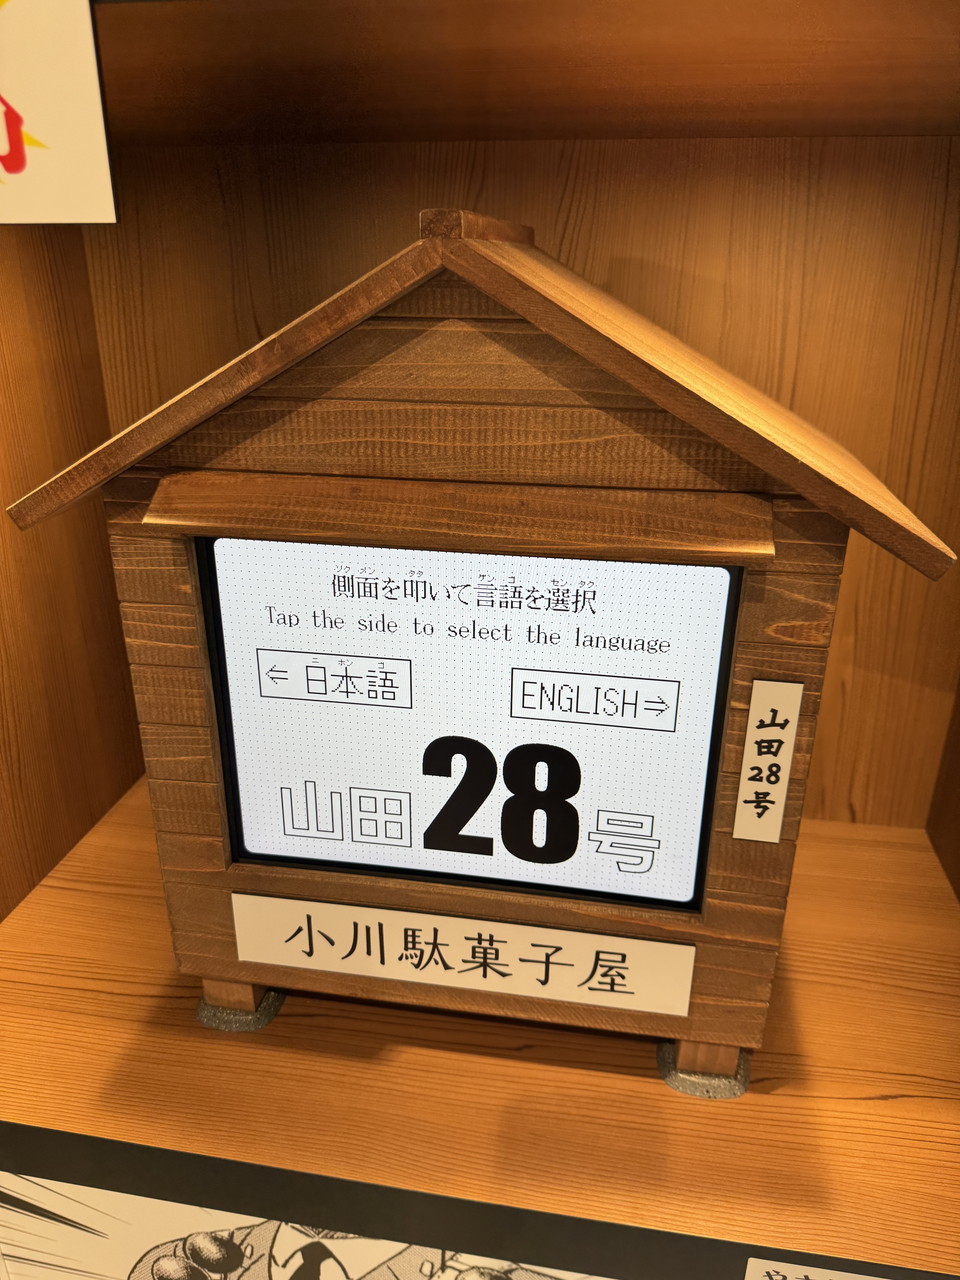 側面を叩いて言語を選択
Tap the side to select the language
⇐ 日本語
ENGLISH⇒
山田28号
山田28号
小川駄菓子屋